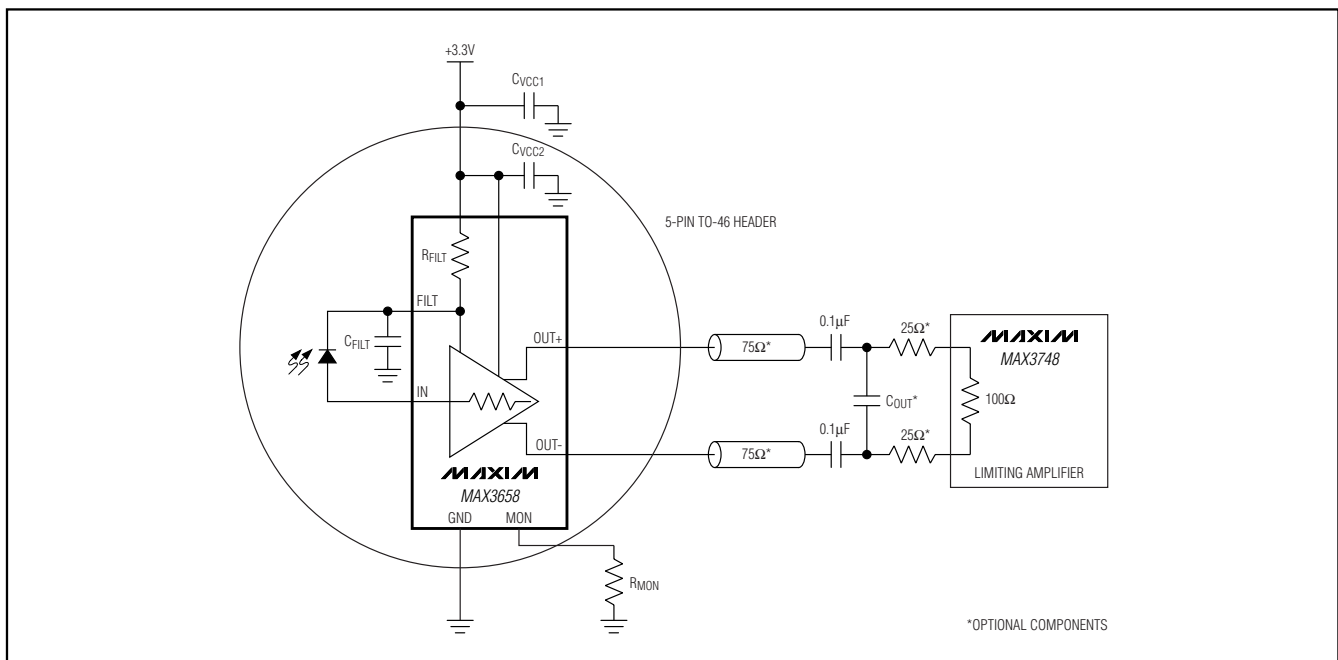 +3.3V
CVCC1
CVCC2
5-PIN TO-46 HEADER
RFILT
FILT
CFILT
OUT+
IN
OUT-
MAXIM
MAX3658
GND
MON
RMON
75Ω*
0.1µF
25Ω*
COUT*
75Ω*
0.1µF
25Ω*
MAXIM
MAX3748
100Ω
LIMITING AMPLIFIER
*OPTIONAL COMPONENTS